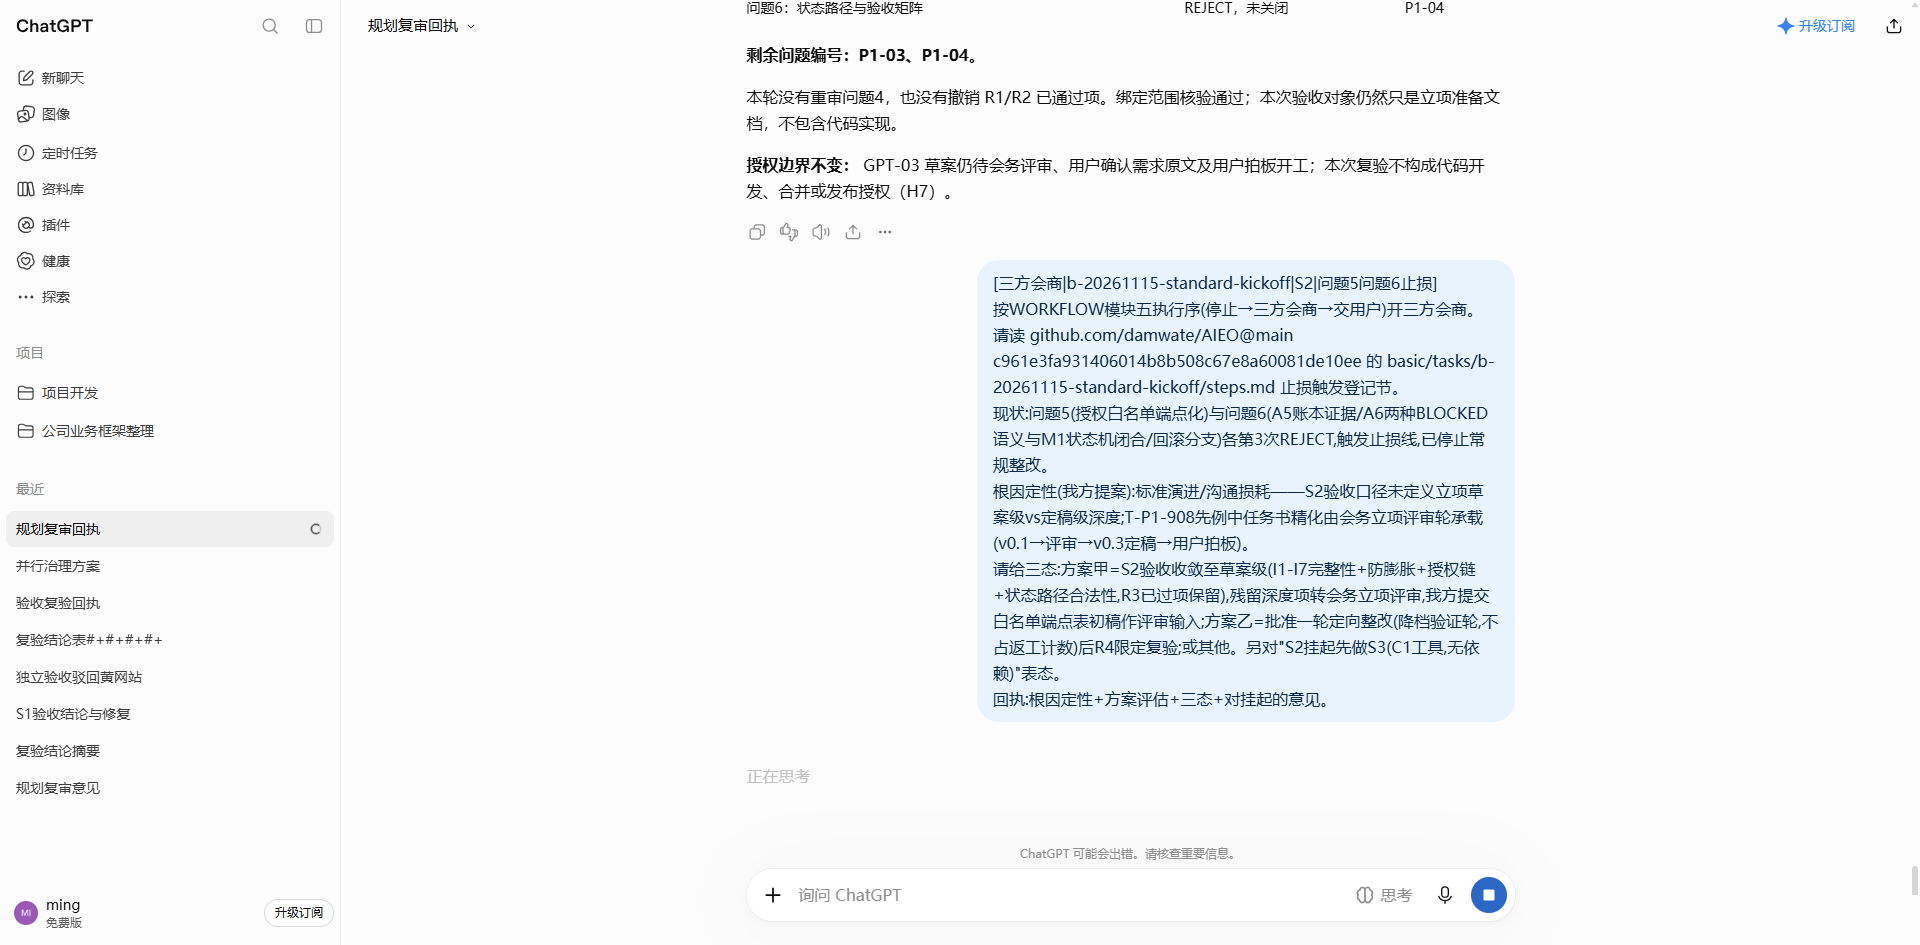 ChatGPT
新聊天
图像
定时任务
资料库
插件
健康
探索
项目
项目开发
公司业务框架整理
最近
规划复审回执
并行治理方案
验收复验回执
复验结论表#+#+#+#+
独立验收驳回黄网站
S1验收结论与修复
复验结论摘要
规划复审意见
MI
ming
免费版
升级订阅
规划复审回执
升级订阅
问题6：状态路径与验收矩阵 REJECT，未关闭 P1-04
剩余问题编号：P1-03、P1-04。
本轮没有重审问题4，也没有撤销 R1/R2 已通过项。绑定范围核验通过；本次验收对象仍然只是立项准备文
档，不包含代码实现。
授权边界不变： GPT-03 草案仍待会务评审、用户确认需求原文及用户拍板开工；本次复验不构成代码开
发、合并或发布授权（H7）。
[三方会商|b-20261115-standard-kickoff|S2|问题5问题6止损]
按WORKFLOW模块五执行序(停止→三方会商→交用户)开三方会商。
请读 github.com/damwate/AIEO@main
c961e3fa931406014b8b508c67e8a60081de10ee 的 basic/tasks/b-
20261115-standard-kickoff/steps.md 止损触发登记节。
现状:问题5(授权白名单端点化)与问题6(A5账本证据/A6两种BLOCKED
语义与M1状态机闭合/回滚分支)各第3次REJECT,触发止损线,已停止常
规整改。
根因定性(我方提案):标准演进/沟通损耗——S2验收口径未定义立项草
案级vs定稿级深度;T-P1-908先例中任务书精化由会务立项评审轮承载
(v0.1→评审→v0.3定稿→用户拍板)。
请给三态:方案甲=S2验收收敛至草案级(I1-I7完整性+防膨胀+授权链
+状态路径合法性,R3已过项保留),残留深度项转会务立项评审,我方提交
白名单端点表初稿作评审输入;方案乙=批准一轮定向整改(降档验证轮,不
占返工计数)后R4限定复验;或其他。另对"S2挂起先做S3(C1工具,无依
赖)"表态。
回执:根因定性+方案评估+三态+对挂起的意见。
正在思考
ChatGPT 可能会出错。请核查重要信息。
询问 ChatGPT
思考